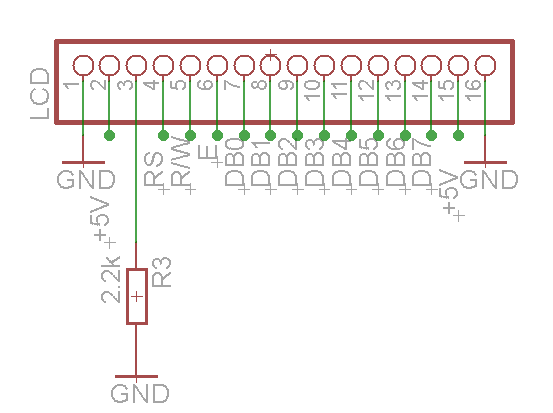 LCD
1 2 3 4 5 6 7 8 9 10 11 12 13 14 15 16
GND +5V RS R/W E DB0 DB1 DB2 DB3 DB4 DB5 DB6 DB7 +5V GND
2.2k R3
GND